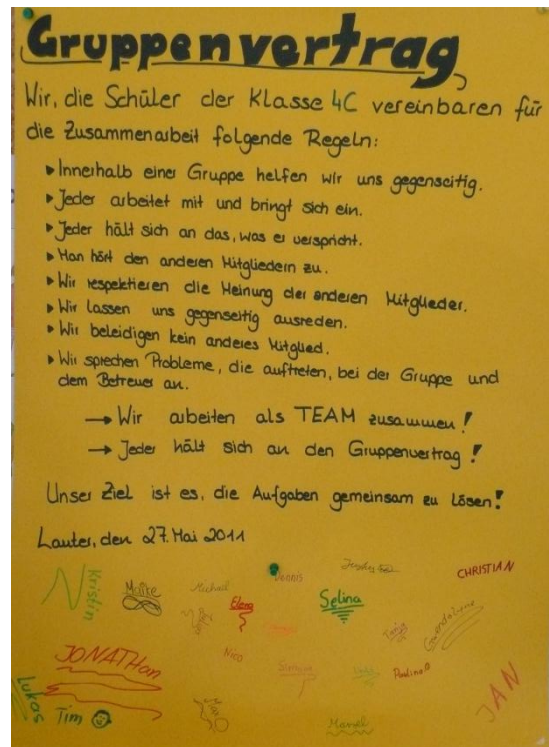 Gruppenvertrag
Wir, die Schüler der Klasse 4C vereinbaren für
die Zusammenarbeit folgende Regeln:
▸ Innerhalb einer Gruppe helfen wir uns gegenseitig.
▸ Jeder arbeitet mit und bringt sich ein.
▸ Jeder hält sich an das, was er verspricht.
▸ Man hört den anderen Mitgliedern zu.
▸ Wir respektieren die Meinung der anderen Mitglieder.
▸ Wir lassen uns gegenseitig ausreden.
▸ Wir beleidigen kein anderes Mitglied.
▸ Wir sprechen Probleme, die auftreten, bei der Gruppe und
dem Betreuer an.
→ Wir arbeiten als TEAM zusammen!
→ Jeder hält sich an den Gruppenvertrag!
Unser Ziel ist es, die Aufgaben gemeinsam zu lösen!
Lauter, den 27. Mai 2011
Kristin Maike Michael Dennis CHRISTIAN
Elena Selina
JONATHan Nico Pauline JAN
Lukas Tim Marcel